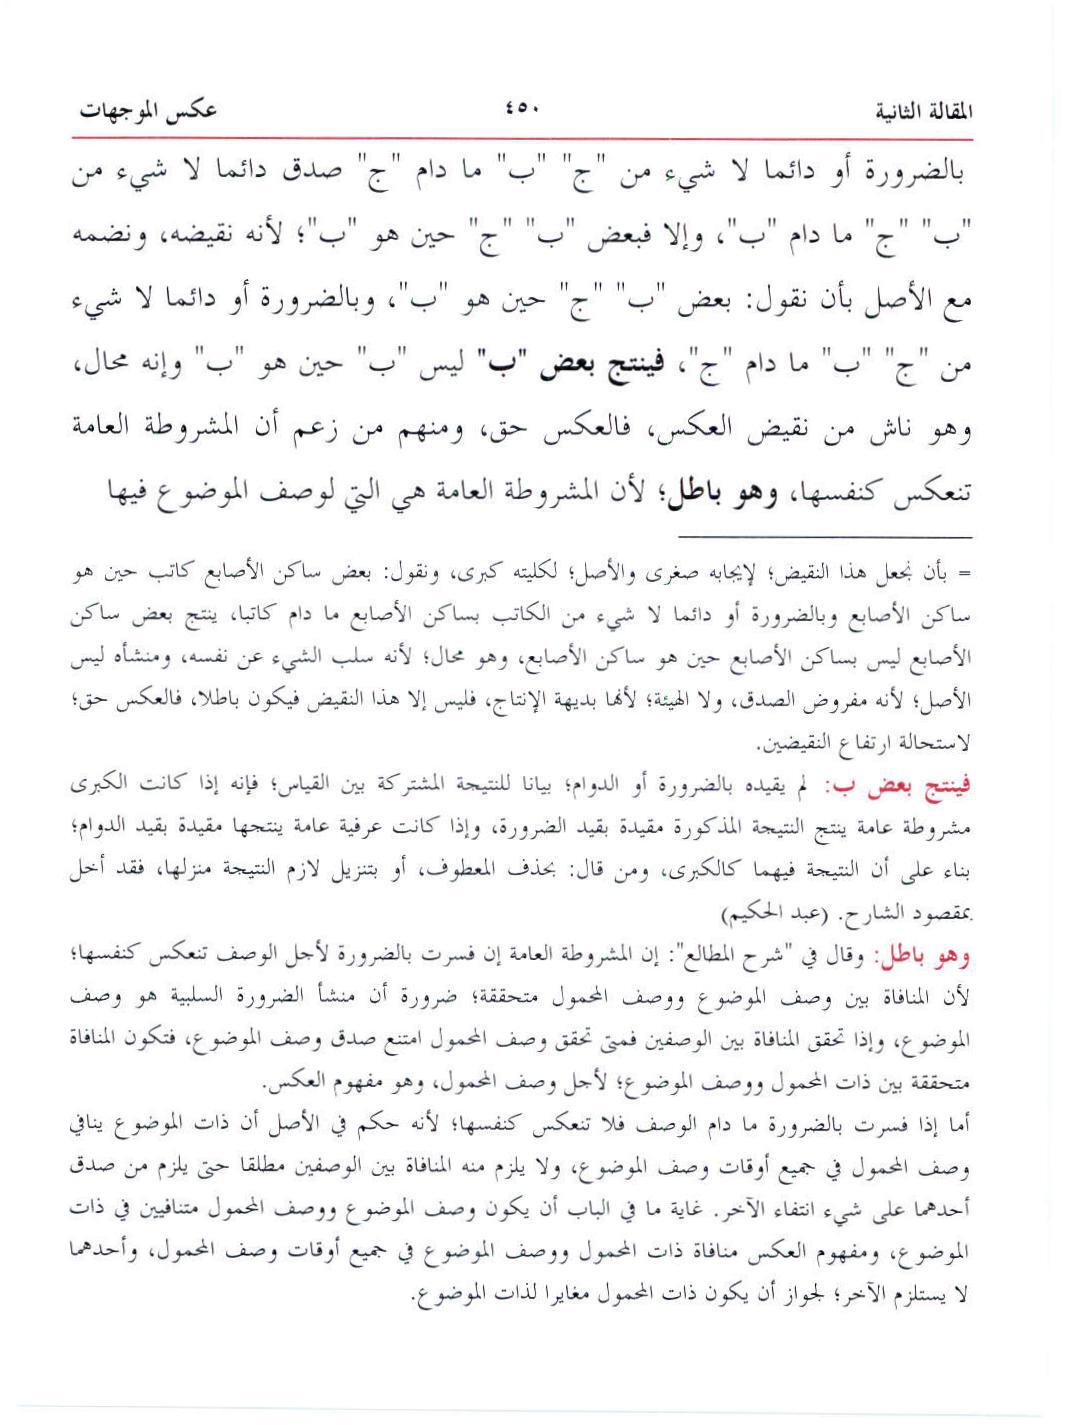 المقالة الثانية ٤٥٠ عكس الموجهات
بالضرورة أو دائما لا شيء من "ج" "ب" ما دام "ج" صدق دائما لا شيء من
"ب" "ج" ما دام "ب"، وإلا فبعض "ب" "ج" حين هو "ب"؛ لأنه نقيضه، ونضمه
مع الأصل بأن نقول: بعض "ب" "ج" حين هو "ب"، وبالضرورة أو دائما لا شيء
من "ج" "ب" ما دام "ج"، فينتج بعض "ب" ليس "ب" حين هو "ب" وإنه محال،
وهو ناش من نقيض العكس، فالعكس حق، ومنهم من زعم أن المشروطة العامة
تنعكس كنفسها، وهو باطل؛ لأن المشروطة العامة هي التي لوصف الموضوع فيها
= بأن نجعل هذا النقيض؛ لإيجابه صغرى والأصل؛ لكليته كبرى، ونقول: بعض ساكن الأصابع كاتب حين هو
ساكن الأصابع وبالضرورة أو دائما لا شيء من الكاتب بساكن الأصابع ما دام كاتبا، ينتج بعض ساكن
الأصابع ليس بساكن الأصابع حين هو ساكن الأصابع، وهو محال؛ لأنه سلب الشيء عن نفسه، ومنشأه ليس
الأصل؛ لأنه مفروض الصدق، ولا الهيئة؛ لأنها بديهة الإنتاج، فليس إلا هذا النقيض فيكون باطلا، فالعكس حق؛
لاستحالة ارتفاع النقيضين.
فينتج بعض ب: لم يقيده بالضرورة أو الدوام؛ بيانا للنتيجة المشتركة بين القياس؛ فإنه إذا كانت الكبرى
مشروطة عامة ينتج النتيجة المذكورة مقيدة بقيد الضرورة، وإذا كانت عرفية عامة ينتجها مقيدة بقيد الدوام؛
بناء على أن النتيجة فيهما كالكبرى، ومن قال: بحذف المعطوف، أو بتنزيل لازم النتيجة منزلها، فقد أخل
بمقصود الشارح. (عبد الحكيم)
وهو باطل: وقال في "شرح المطالع": إن المشروطة العامة إن فسرت بالضرورة لأجل الوصف تنعكس كنفسها؛
لأن المنافاة بين وصف الموضوع ووصف المحمول متحققة؛ ضرورة أن منشأ الضرورة السلبية هو وصف
الموضوع، وإذا تحقق المنافاة بين الوصفين فمتى تحقق وصف المحمول امتنع صدق وصف الموضوع، فتكون المنافاة
متحققة بين ذات المحمول ووصف الموضوع؛ لأجل وصف المحمول، وهو مفهوم العكس.
أما إذا فسرت بالضرورة ما دام الوصف فلا تنعكس كنفسها؛ لأنه حكم في الأصل أن ذات الموضوع ينافي
وصف المحمول في جميع أوقات وصف الموضوع، ولا يلزم منه المنافاة بين الوصفين مطلقا حتى يلزم من صدق
أحدهما على شيء انتفاء الآخر. غاية ما في الباب أن يكون وصف الموضوع ووصف المحمول متنافيين في ذات
الموضوع، ومفهوم العكس منافاة ذات المحمول ووصف الموضوع في جميع أوقات وصف المحمول، وأحدهما
لا يستلزم الآخر؛ لجواز أن يكون ذات المحمول مغايرا لذات الموضوع.